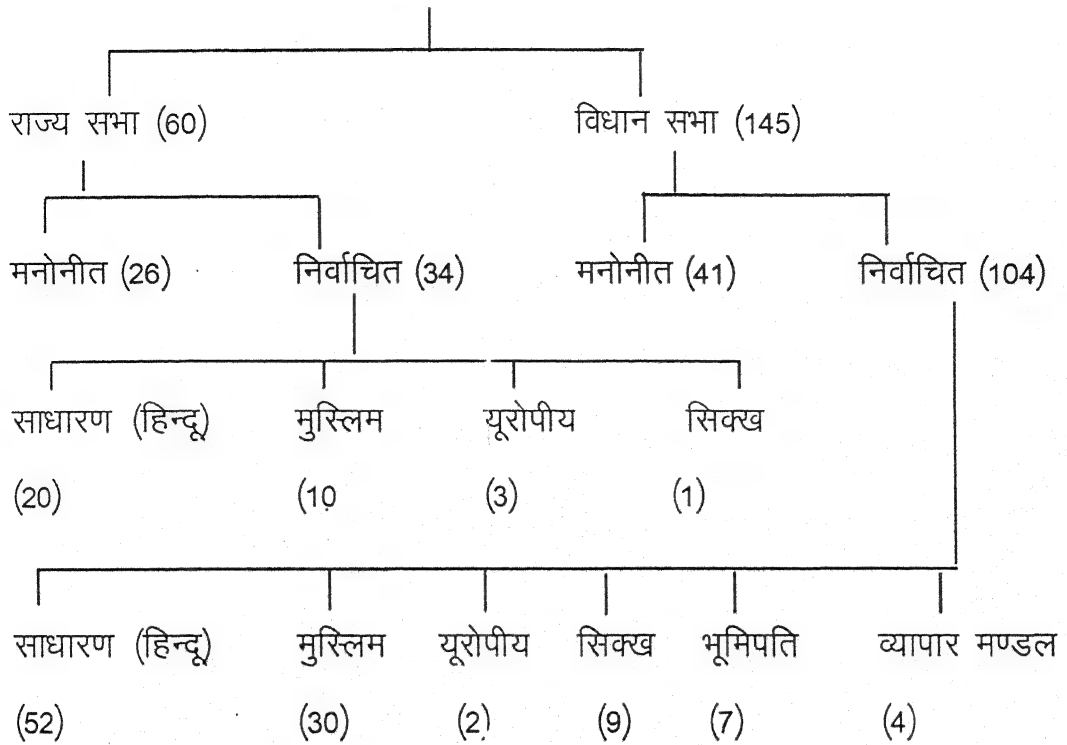 राज्य सभा (60) विधान सभा (145)
मनोनीत (26) निर्वाचित (34) मनोनीत (41) निर्वाचित (104)
साधारण (हिन्दू) मुस्लिम यूरोपीय सिक्ख
(20) (10 (3) (1)
साधारण (हिन्दू) मुस्लिम यूरोपीय सिक्ख भूमिपति व्यापार मण्डल
(52) (30) (2) (9) (7) (4)